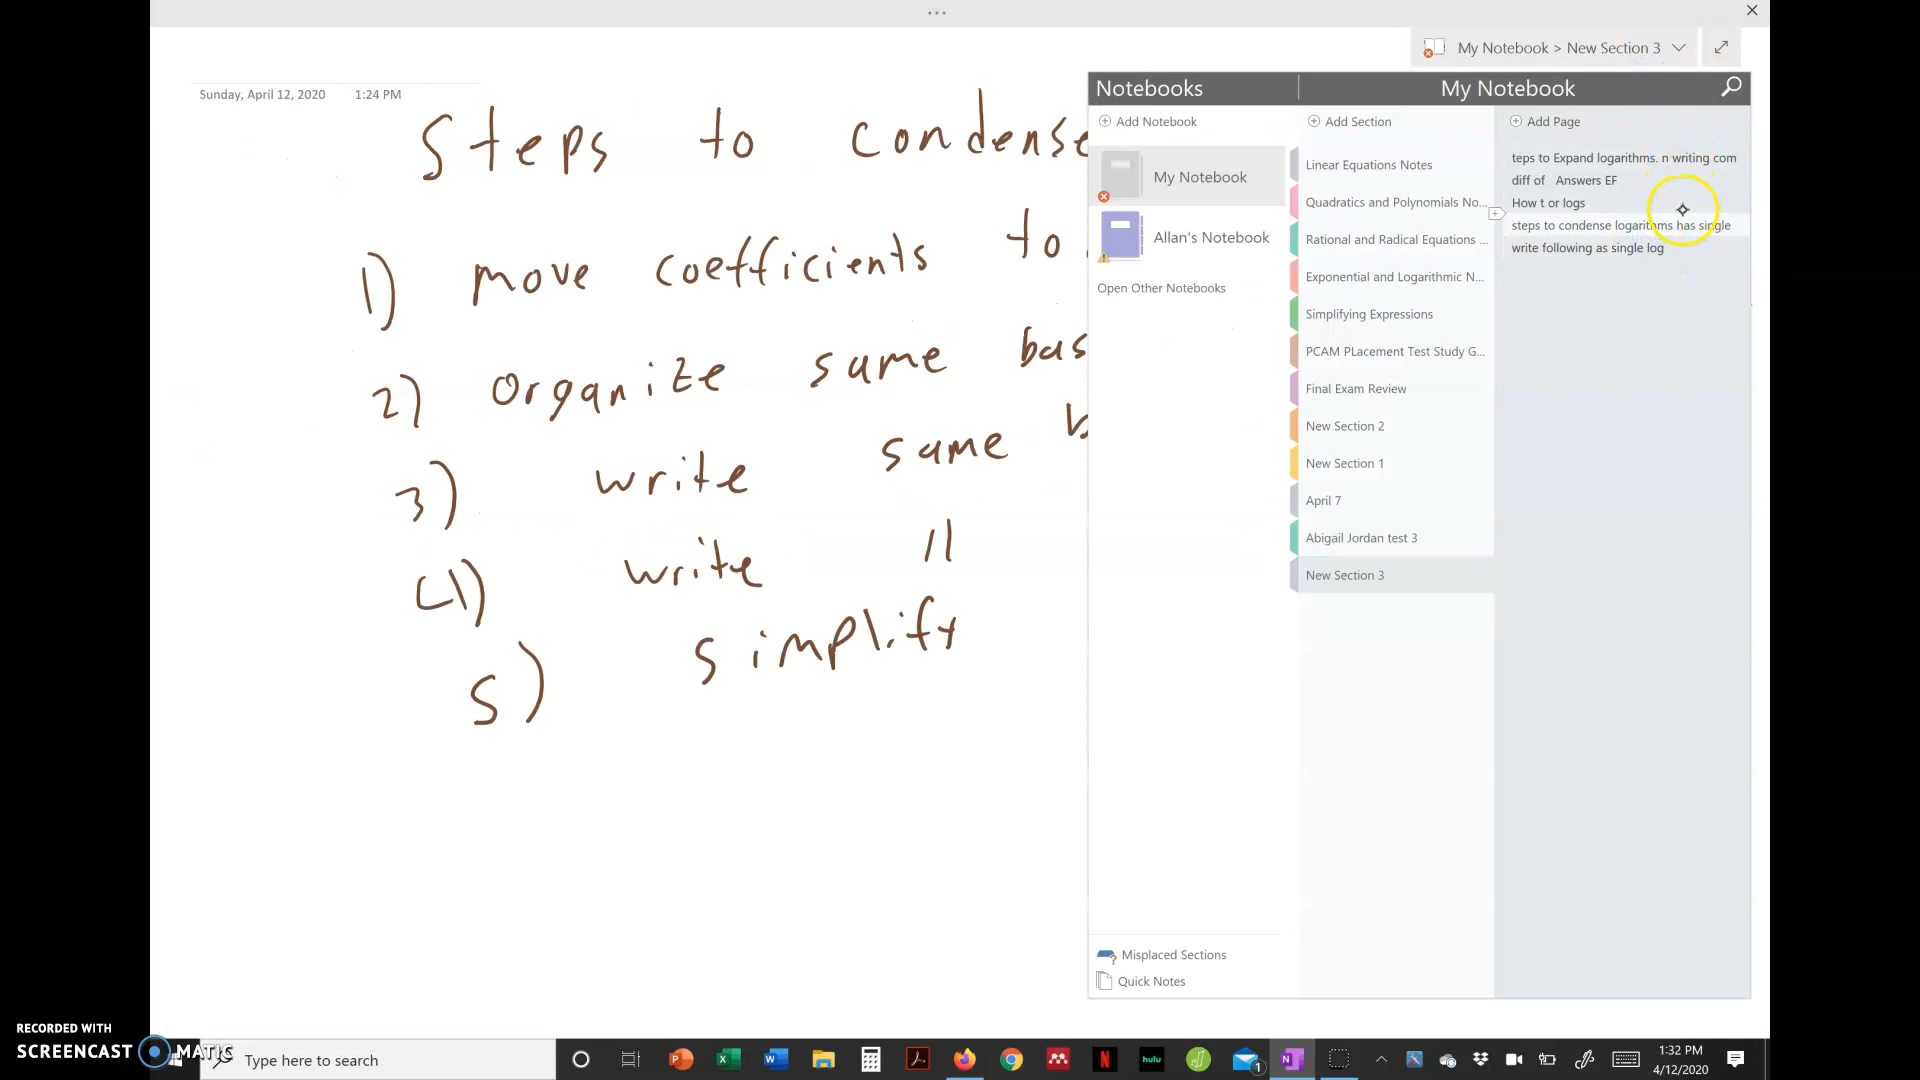 My Notebook > New Section 3
Sunday, April 12, 2020 1:24 PM
Steps to condense
1) move coefficients to
2) organize same bas
3) write same b
4) write 11
5) simplify
Notebooks
My Notebook
Add Notebook
My Notebook
Allan's Notebook
Open Other Notebooks
Misplaced Sections
Quick Notes
Add Section
Linear Equations Notes
Quadratics and Polynomials No...
Rational and Radical Equations ...
Exponential and Logarithmic N...
Simplifying Expressions
PCAM PLacement Test Study G...
Final Exam Review
New Section 2
New Section 1
April 7
Abigail Jordan test 3
New Section 3
Add Page
teps to Expand logarithms. n writing com
diff of Answers EF
How t or logs
steps to condense logarithms has single
write following as single log
RECORDED WITH
SCREENCAST MATIC
Type here to search
hulu
1
1:32 PM
4/12/2020